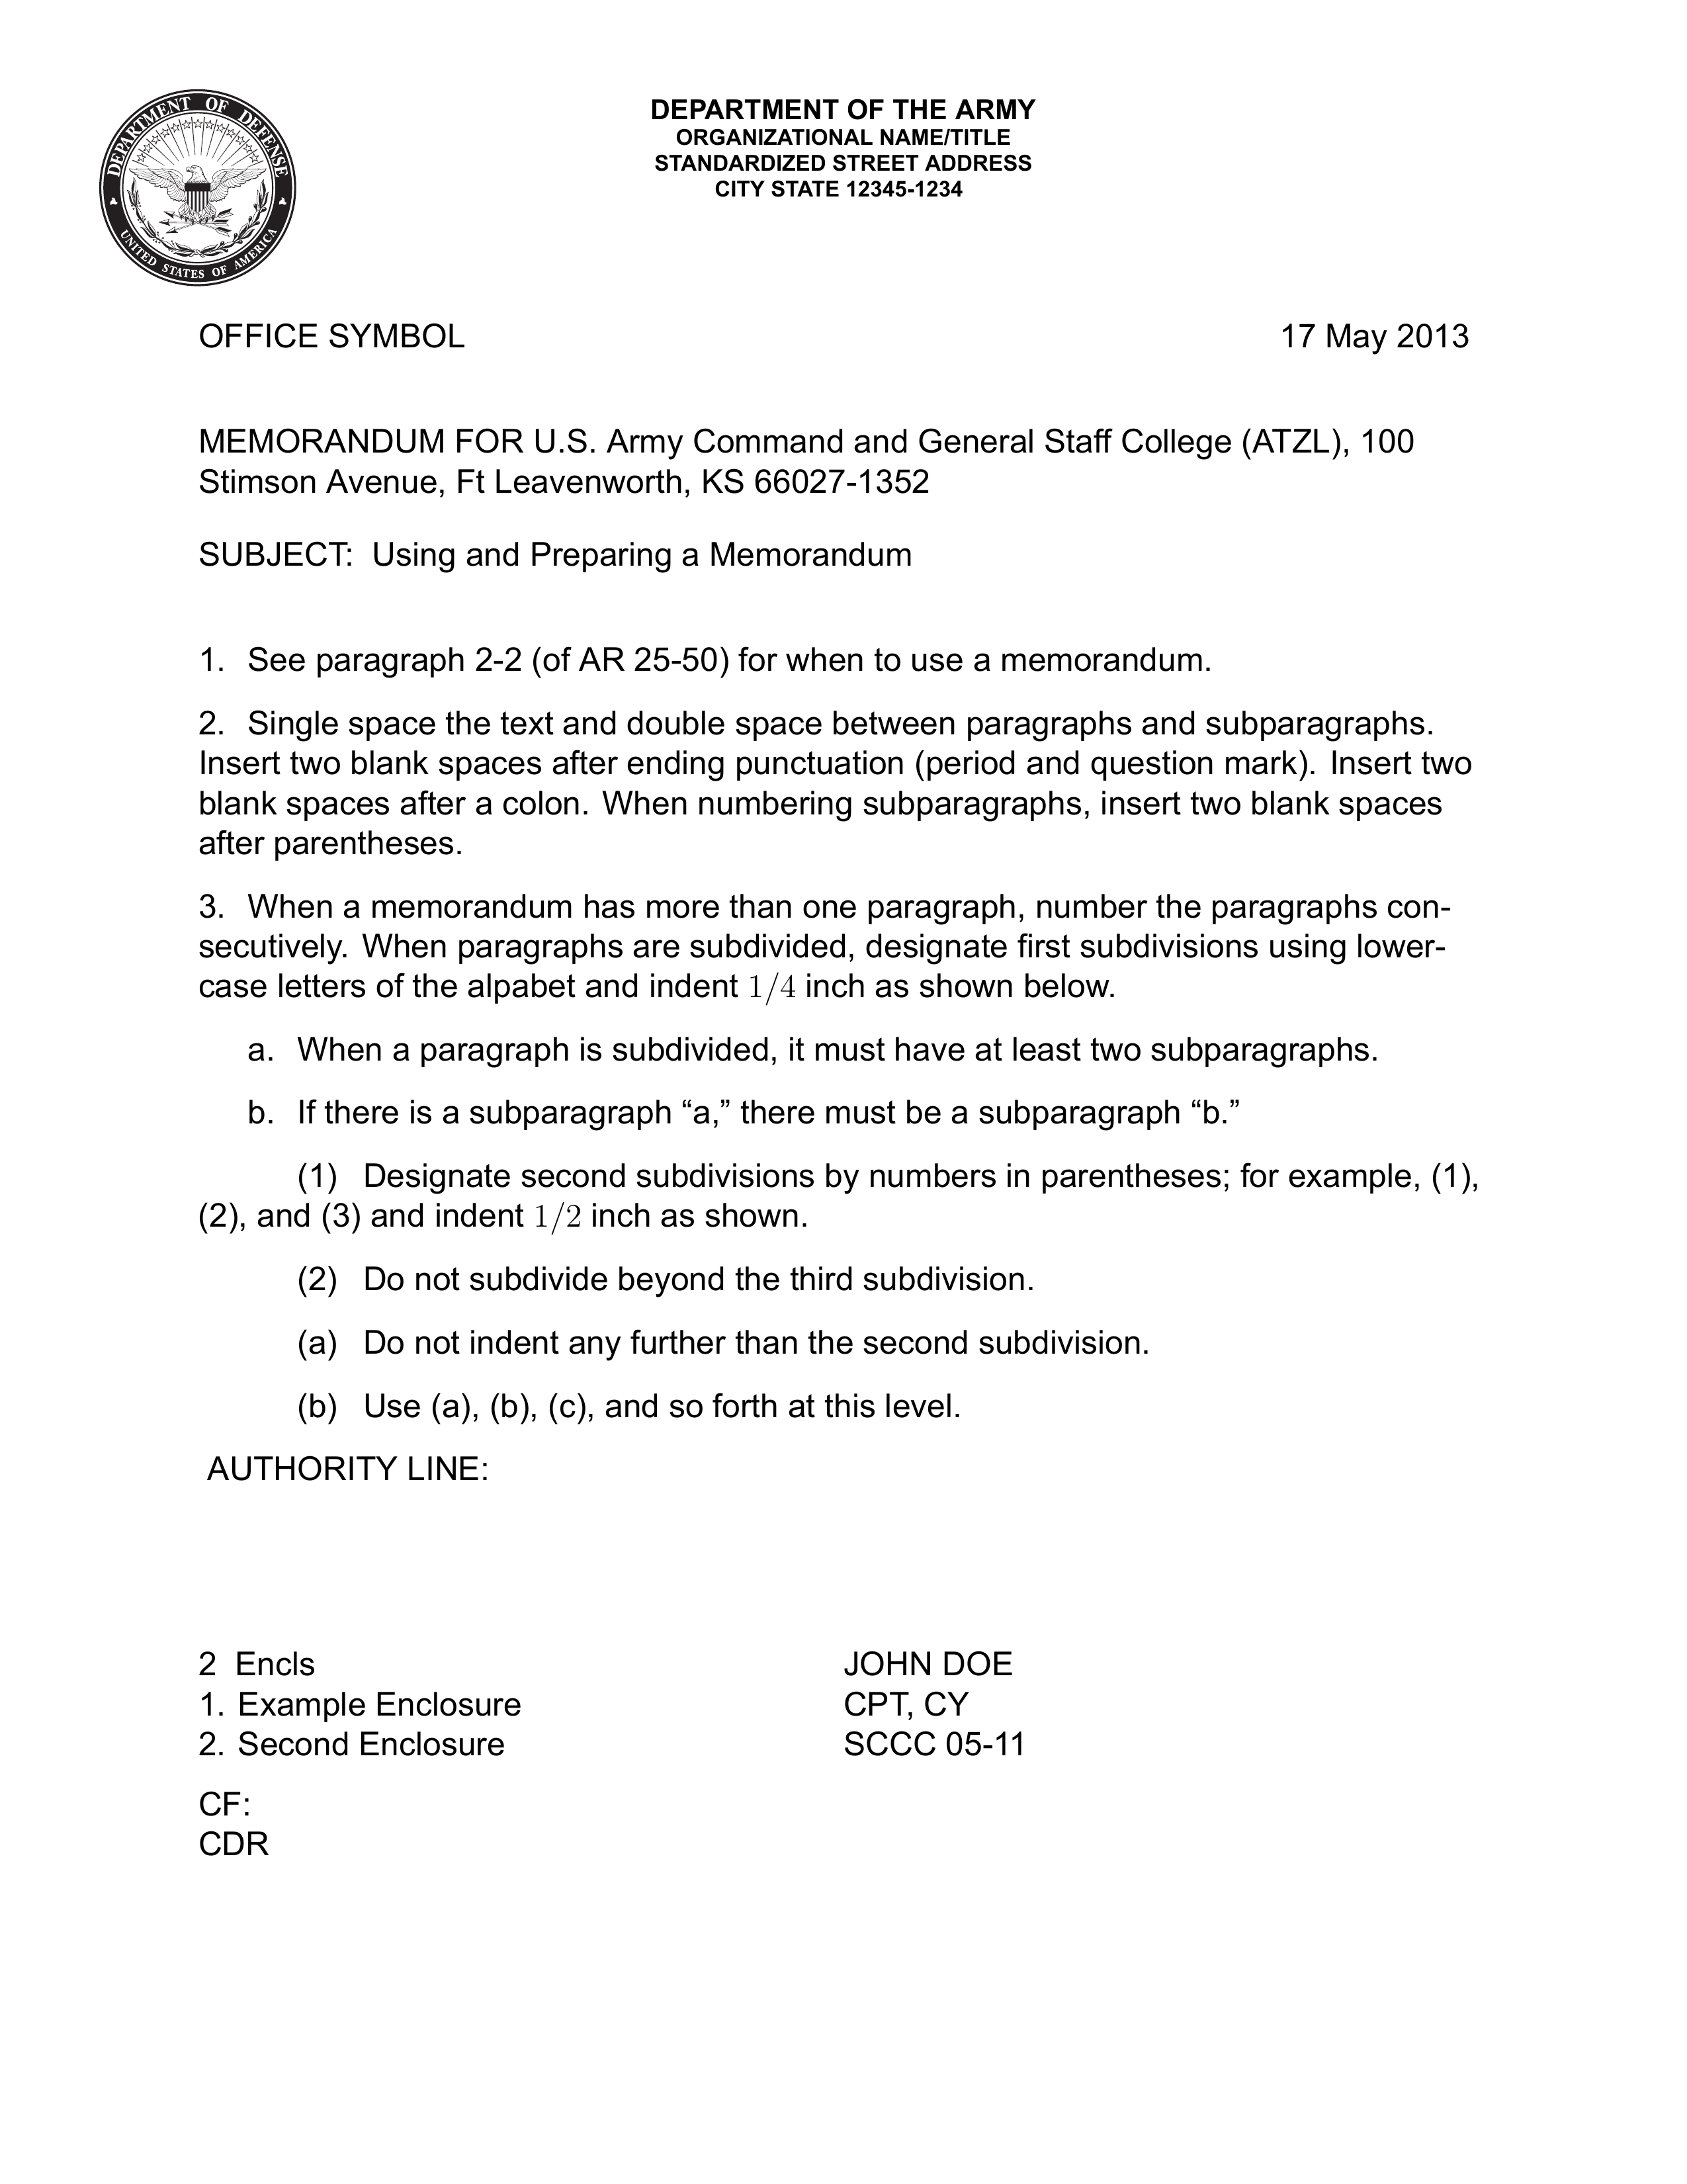 DEPARTMENT OF DEFENSE
UNITED STATES OF AMERICA
DEPARTMENT OF THE ARMY
ORGANIZATIONAL NAME/TITLE
STANDARDIZED STREET ADDRESS
CITY STATE 12345-1234
OFFICE SYMBOL 17 May 2013
MEMORANDUM FOR U.S. Army Command and General Staff College (ATZL), 100
Stimson Avenue, Ft Leavenworth, KS 66027-1352
SUBJECT: Using and Preparing a Memorandum
1. See paragraph 2-2 (of AR 25-50) for when to use a memorandum.
2. Single space the text and double space between paragraphs and subparagraphs.
Insert two blank spaces after ending punctuation (period and question mark). Insert two
blank spaces after a colon. When numbering subparagraphs, insert two blank spaces
after parentheses.
3. When a memorandum has more than one paragraph, number the paragraphs con-
secutively. When paragraphs are subdivided, designate first subdivisions using lower-
case letters of the alpabet and indent 1/4 inch as shown below.
a. When a paragraph is subdivided, it must have at least two subparagraphs.
b. If there is a subparagraph “a,” there must be a subparagraph “b.”
(1) Designate second subdivisions by numbers in parentheses; for example, (1),
(2), and (3) and indent 1/2 inch as shown.
(2) Do not subdivide beyond the third subdivision.
(a) Do not indent any further than the second subdivision.
(b) Use (a), (b), (c), and so forth at this level.
AUTHORITY LINE:
2 Encls
1. Example Enclosure
2. Second Enclosure
JOHN DOE
CPT, CY
SCCC 05-11
CF:
CDR